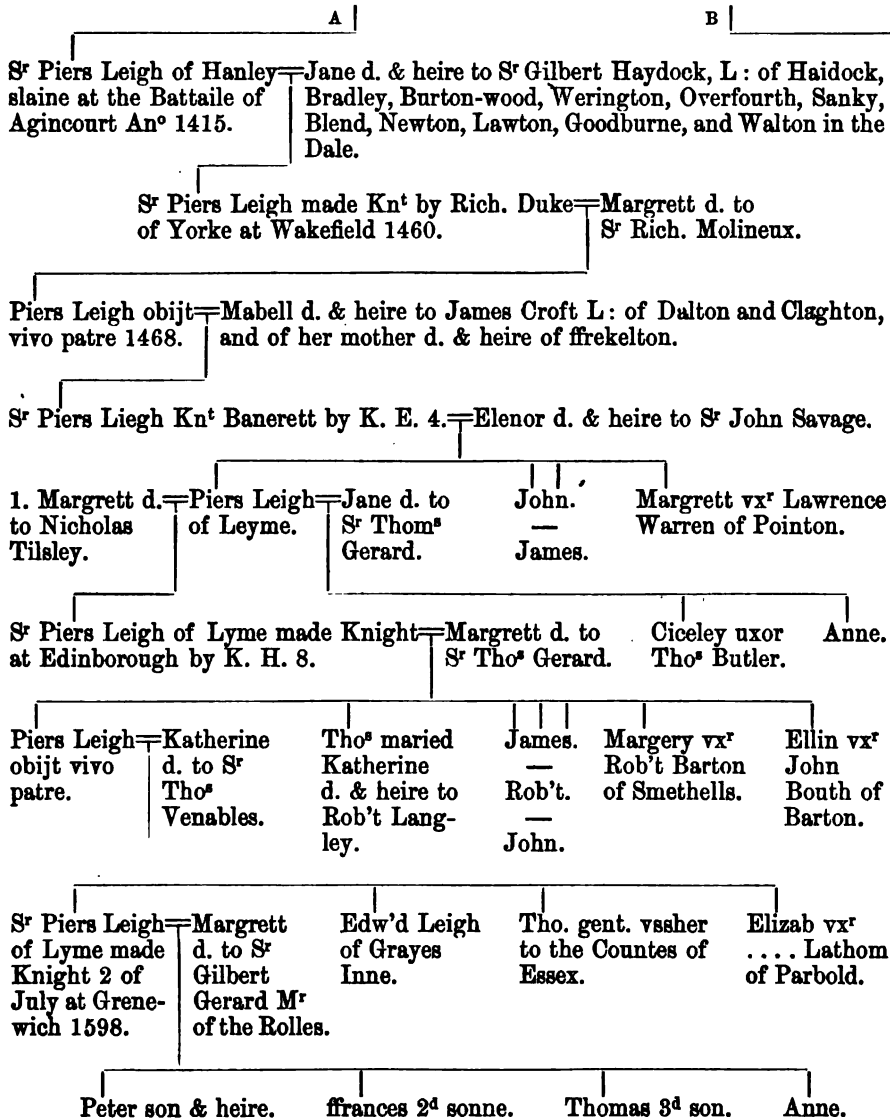 A B
Sʳ Piers Leigh of Hanley
slaine at the Battaile of
Agincourt Anº 1415.
Jane d. & heire to Sʳ Gilbert Haydock, L : of Haidock,
Bradley, Burton-wood, Werington, Overfourth, Sanky,
Blend, Newton, Lawton, Goodburne, and Walton in the
Dale.
Sʳ Piers Leigh made Knᵗ by Rich. Duke
of Yorke at Wakefield 1460.
Margrett d. to
Sʳ Rich. Molineux.
Piers Leigh obijt
vivo patre 1468.
Mabell d. & heire to James Croft L : of Dalton and Claghton,
and of her mother d. & heire of ffrekelton.
Sʳ Piers Liegh Knᵗ Banerett by K. E. 4.
Elenor d. & heire to Sʳ John Savage.
1. Margrett d.
to Nicholas
Tilsley.
Piers Leigh
of Leyme.
Jane d. to
Sʳ Thomˢ
Gerard.
John.
—
James.
Margrett vxʳ Lawrence
Warren of Pointon.
Sʳ Piers Leigh of Lyme made Knight
at Edinborough by K. H. 8.
Margrett d. to
Sʳ Thoˢ Gerard.
Ciceley uxor
Thoˢ Butler.
Anne.
Piers Leigh
obijt vivo
patre.
Katherine
d. to Sʳ
Thoˢ
Venables.
Thoˢ maried
Katherine
d. & heire to
Rob't Lang-
ley.
James.
—
Rob't.
—
John.
Margery vxʳ
Rob't Barton
of Smethells.
Ellin vxʳ
John
Bouth of
Barton.
Sʳ Piers Leigh
of Lyme made
Knight 2 of
July at Grene-
wich 1598.
Margrett
d. to Sʳ
Gilbert
Gerard Mʳ
of the Rolles.
Edw'd Leigh
of Grayes
Inne.
Tho. gent. vssher
to the Countes of
Essex.
Elizab vxʳ
. . . . Lathom
of Parbold.
Peter son & heire. ffrances 2ᵈ sonne. Thomas 3ᵈ son. Anne.